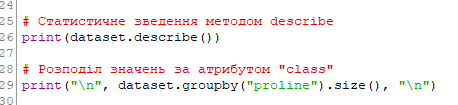 24
25 # Статистичне зведення методом describe
26 print(dataset.describe())
27
28 # Розподіл значень за атрибутом "class"
29 print("\n", dataset.groupby("proline").size(), "\n")
30